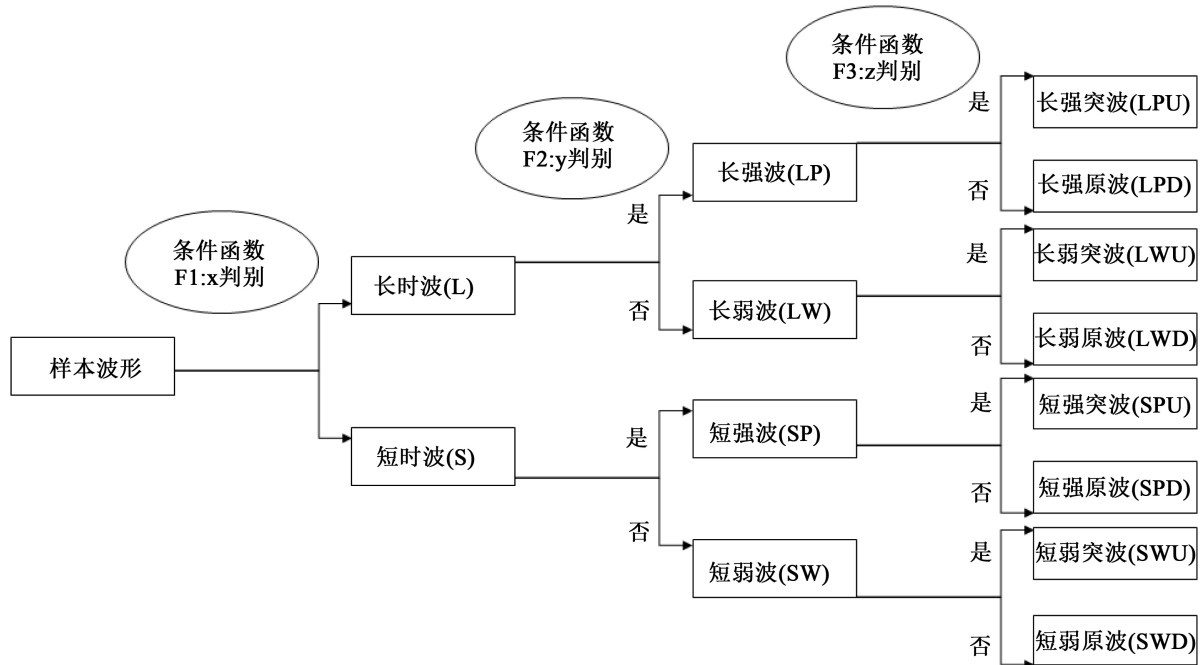 条件函数
F3:z判别
是
长强突波(LPU)
条件函数
F2:y判别
长强波(LP)
否
长强原波(LPD)
条件函数
F1:x判别
是
长时波(L)
是
长弱突波(LWU)
否
长弱波(LW)
否
长弱原波(LWD)
样本波形
是
短强突波(SPU)
短时波(S)
是
短强波(SP)
否
短强原波(SPD)
否
短弱波(SW)
是
短弱突波(SWU)
否
短弱原波(SWD)